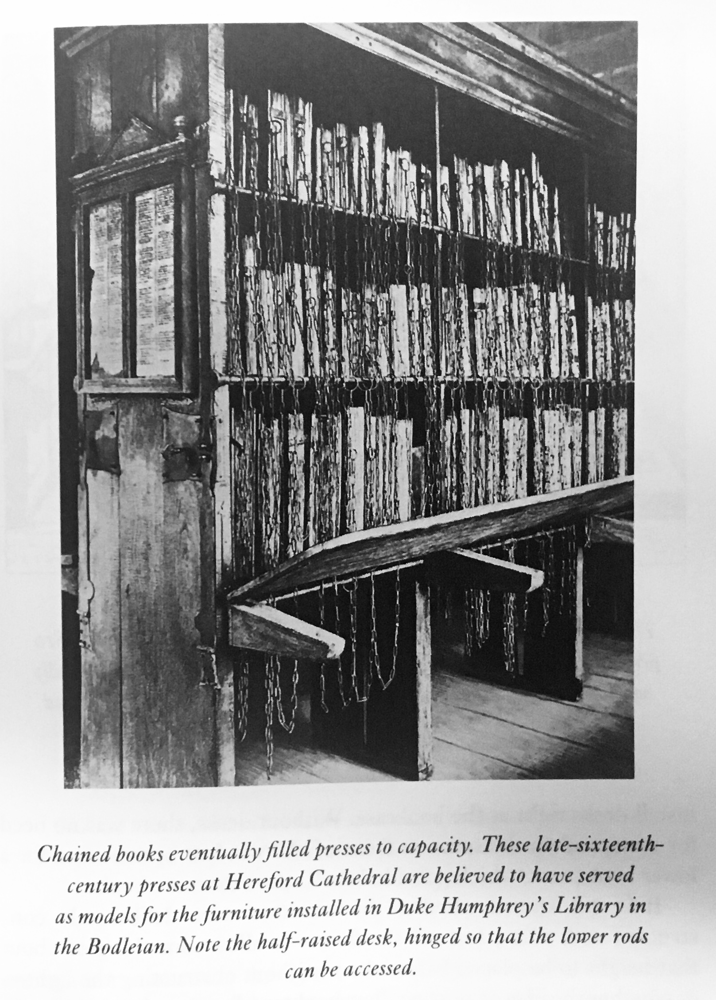 Chained books eventually filled presses to capacity. These late-sixteenth-
century presses at Hereford Cathedral are believed to have served
as models for the furniture installed in Duke Humphrey's Library in
the Bodleian. Note the half-raised desk, hinged so that the lower rods
can be accessed.